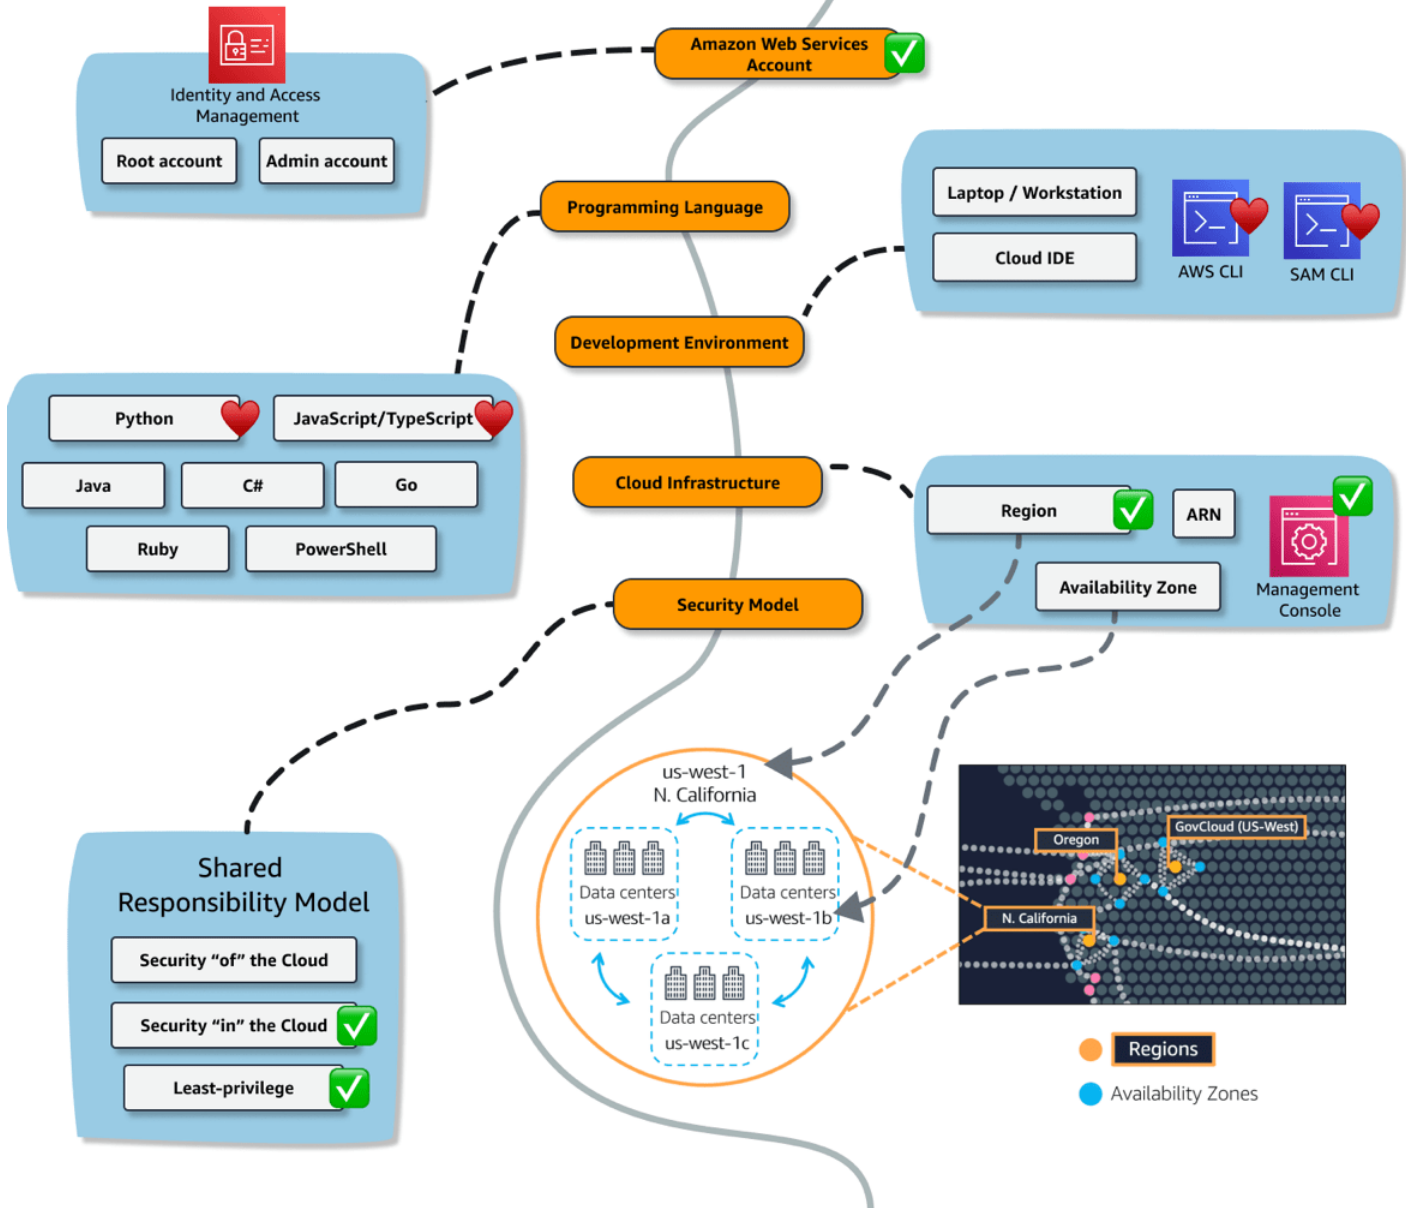 Amazon Web Services
Account
Identity and Access
Management
Root account
Admin account
Programming Language
Laptop / Workstation
Cloud IDE
AWS CLI
SAM CLI
Development Environment
Python
JavaScript/TypeScript
Java
C#
Go
Ruby
PowerShell
Cloud Infrastructure
Region
ARN
Availability Zone
Management
Console
Security Model
us-west-1
N. California
Data centers
us-west-1a
Data centers
us-west-1b
Data centers
us-west-1c
Oregon
GovCloud (US-West)
N. California
Regions
Availability Zones
Shared
Responsibility Model
Security “of” the Cloud
Security “in” the Cloud
Least-privilege